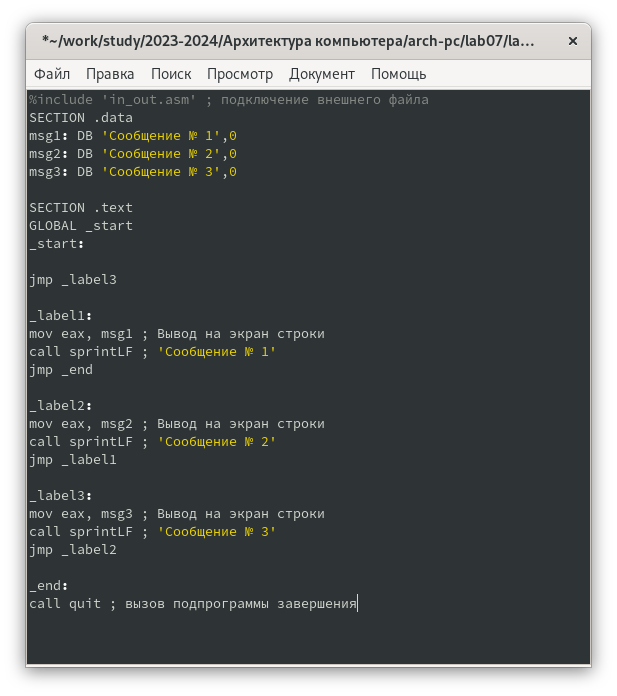 *~/work/study/2023-2024/Архитектура компьютера/arch-pc/lab07/la...
Файл Правка Поиск Просмотр Документ Помощь
%include 'in_out.asm' ; подключение внешнего файла
SECTION .data
msg1: DB 'Сообщение № 1',0
msg2: DB 'Сообщение № 2',0
msg3: DB 'Сообщение № 3',0
SECTION .text
GLOBAL _start
_start:
jmp _label3
_label1:
mov eax, msg1 ; Вывод на экран строки
call sprintLF ; 'Сообщение № 1'
jmp _end
_label2:
mov eax, msg2 ; Вывод на экран строки
call sprintLF ; 'Сообщение № 2'
jmp _label1
_label3:
mov eax, msg3 ; Вывод на экран строки
call sprintLF ; 'Сообщение № 3'
jmp _label2
_end:
call quit ; вызов подпрограммы завершения